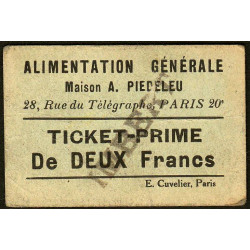 ALIMENTATION GÉNÉRALE
Maison A. PIEDELEU
28, Rue du Télégraphe, PARIS 20e
TICKET-PRIME
De DEUX Francs
E. Cuvelier, Paris